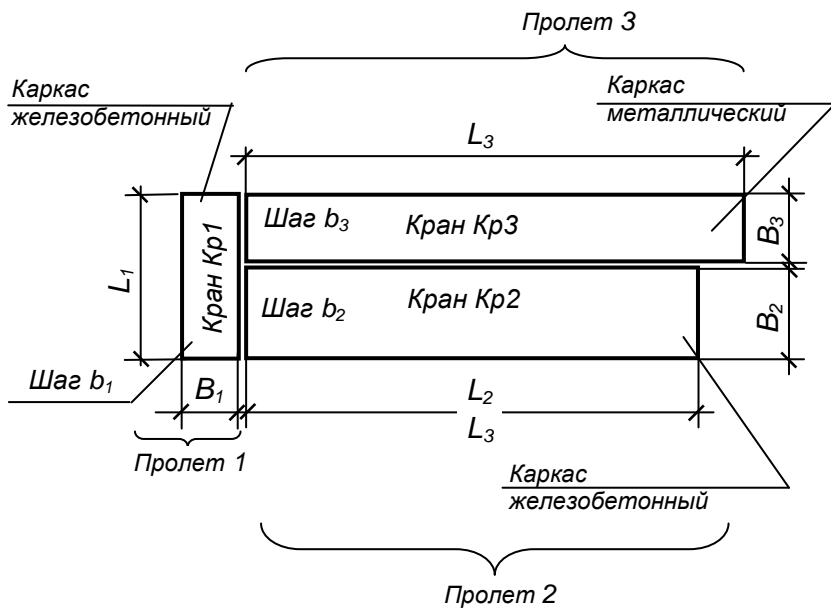 Пролет 3
Каркас
железобетонный
Каркас
металлический
L3
Шаг b3
Кран Кр3
B3
L1
Кран Кр1
Шаг b2
Кран Кр2
B2
Шаг b1
B1
L2
L3
Пролет 1
Каркас
железобетонный
Пролет 2